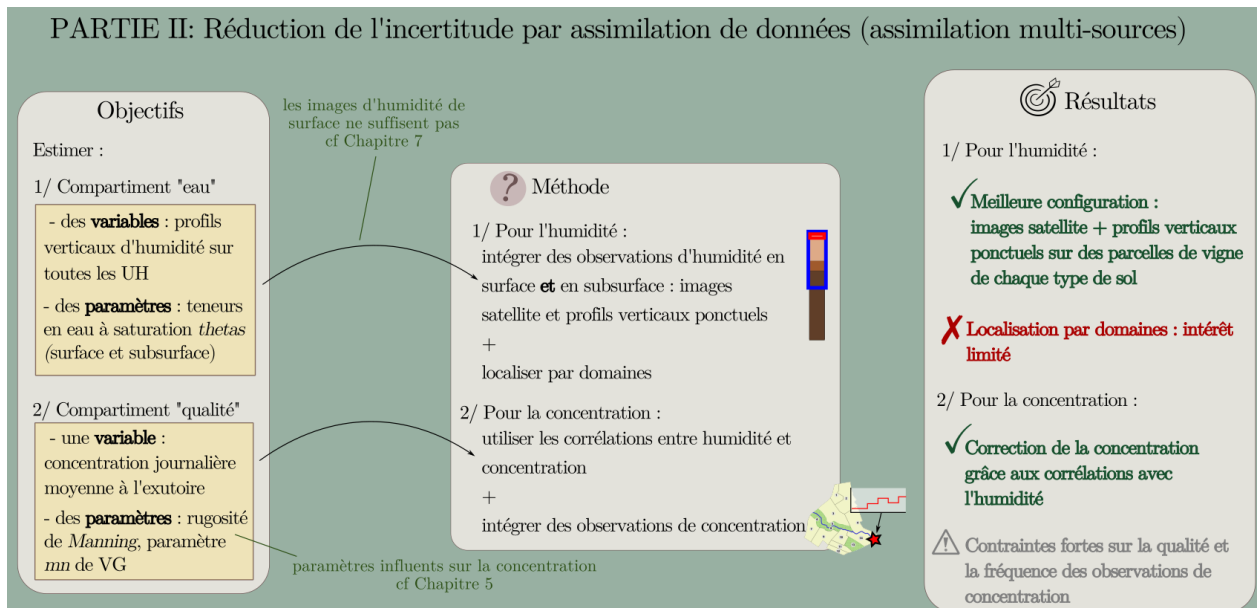 PARTIE II: Réduction de l'incertitude par assimilation de données (assimilation multi-sources)
Objectifs
Estimer :
1/ Compartiment "eau"
- des variables : profils
verticaux d'humidité sur
toutes les UH
- des paramètres : teneurs
en eau à saturation thetas
(surface et subsurface)
2/ Compartiment "qualité"
- une variable :
concentration journalière
moyenne à l'exutoire
- des paramètres : rugosité
de Manning, paramètre
mn de VG
les images d'humidité de
surface ne suffisent pas
cf Chapitre 7
paramètres influents sur la concentration
cf Chapitre 5
? Méthode
1/ Pour l'humidité :
intégrer des observations d'humidité en
surface et en subsurface : images
satellite et profils verticaux ponctuels
+
localiser par domaines
2/ Pour la concentration :
utiliser les corrélations entre humidité et
concentration
+
intégrer des observations de concentration
Résultats
1/ Pour l'humidité :
✓ Meilleure configuration :
images satellite + profils verticaux
ponctuels sur des parcelles de vigne
de chaque type de sol
✗ Localisation par domaines : intérêt
limité
2/ Pour la concentration :
✓ Correction de la concentration
grâce aux corrélations avec
l'humidité
⚠ Contraintes fortes sur la qualité et
la fréquence des observations de
concentration